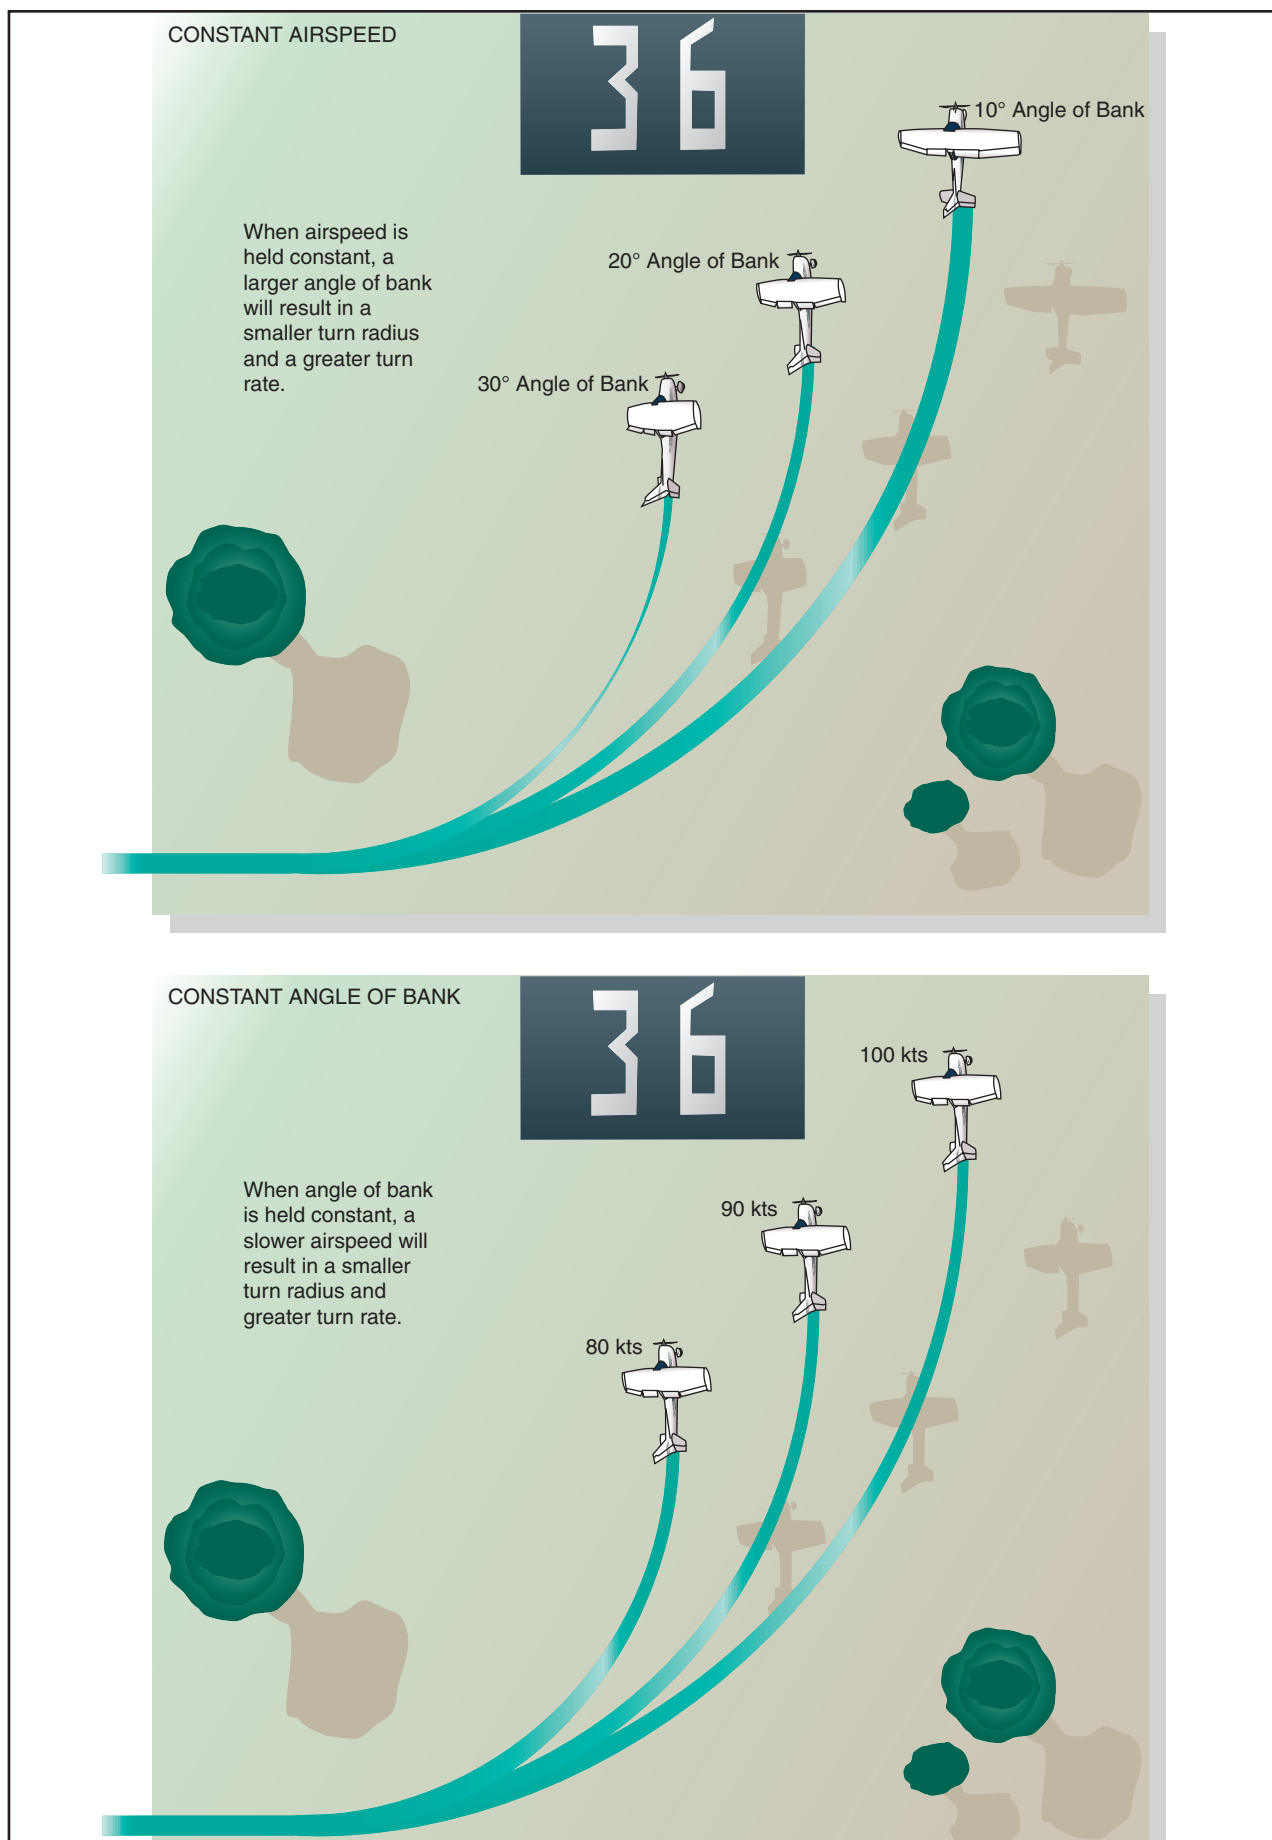 CONSTANT AIRSPEED
36
10° Angle of Bank
When airspeed is
held constant, a
larger angle of bank
will result in a
smaller turn radius
and a greater turn
rate.
20° Angle of Bank
30° Angle of Bank
CONSTANT ANGLE OF BANK
36
100 kts
When angle of bank
is held constant, a
slower airspeed will
result in a smaller
turn radius and
greater turn rate.
90 kts
80 kts